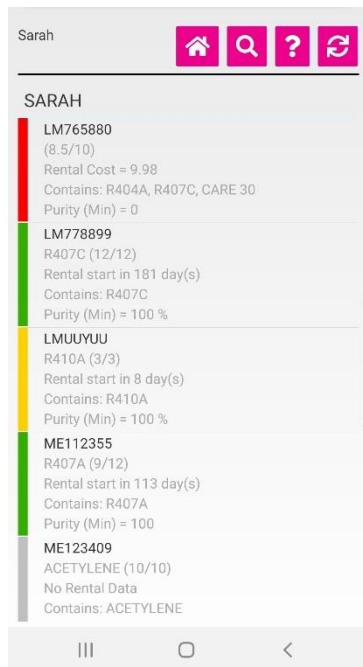 Sarah
?
SARAH
LM765880
(8.5/10)
Rental Cost = 9.98
Contains: R404A, R407C, CARE 30
Purity (Min) = 0
LM778899
R407C (12/12)
Rental start in 181 day(s)
Contains: R407C
Purity (Min) = 100 %
LMUUYUU
R410A (3/3)
Rental start in 8 day(s)
Contains: R410A
Purity (Min) = 100 %
ME112355
R407A (9/12)
Rental start in 113 day(s)
Contains: R407A
Purity (Min) = 100
ME123409
ACETYLENE (10/10)
No Rental Data
Contains: ACETYLENE